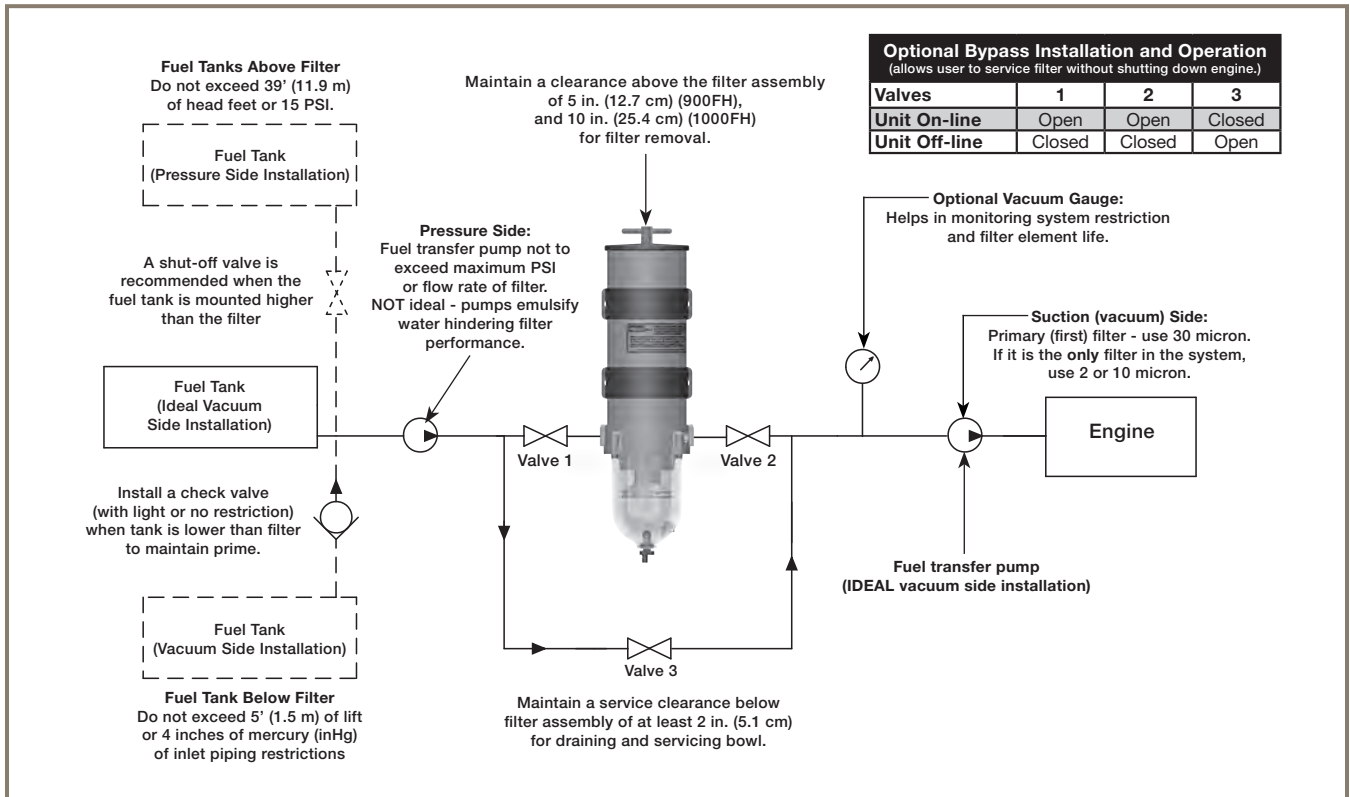 Fuel Tanks Above Filter
Do not exceed 39' (11.9 m)
of head feet or 15 PSI.
Fuel Tank
(Pressure Side Installation)
A shut-off valve is
recommended when the
fuel tank is mounted higher
than the filter
Fuel Tank
(Ideal Vacuum
Side Installation)
Install a check valve
(with light or no restriction)
when tank is lower than filter
to maintain prime.
Fuel Tank
(Vacuum Side Installation)
Fuel Tank Below Filter
Do not exceed 5' (1.5 m) of lift
or 4 inches of mercury (inHg)
of inlet piping restrictions
Maintain a clearance above the filter assembly
of 5 in. (12.7 cm) (900FH),
and 10 in. (25.4 cm) (1000FH)
for filter removal.
Pressure Side:
Fuel transfer pump not to
exceed maximum PSI
or flow rate of filter.
NOT ideal - pumps emulsify
water hindering filter
performance.
Valve 1
Valve 2
Valve 3
Maintain a service clearance below
filter assembly of at least 2 in. (5.1 cm)
for draining and servicing bowl.
Optional Bypass Installation and Operation
(allows user to service filter without shutting down engine.)
Valves 1 2 3
Unit On-line Open Open Closed
Unit Off-line Closed Closed Open
Optional Vacuum Gauge:
Helps in monitoring system restriction
and filter element life.
Suction (vacuum) Side:
Primary (first) filter - use 30 micron.
If it is the only filter in the system,
use 2 or 10 micron.
Engine
Fuel transfer pump
(IDEAL vacuum side installation)